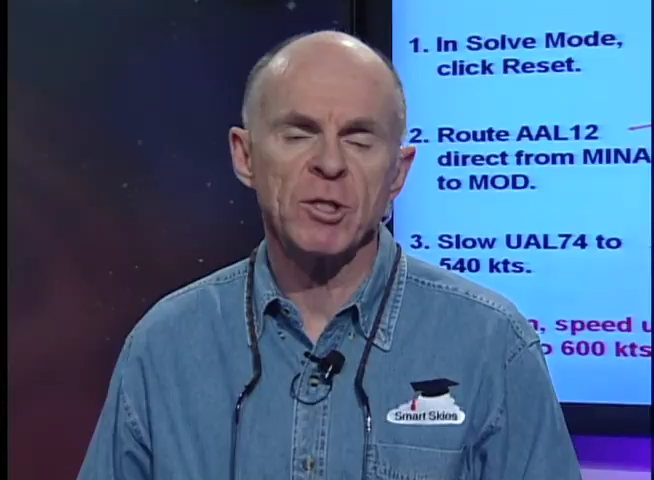 1. In Solve Mode,
click Reset.
2. Route AAL12
direct from MINA
to MOD.
3. Slow UAL74 to
540 kts.
speed u
600 kts
Smart Skies